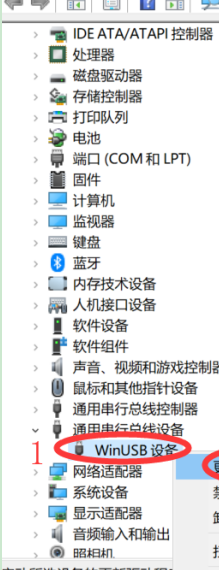 IDE ATA/ATAPI 控制器
处理器
磁盘驱动器
存储控制器
打印队列
电池
端口 (COM 和 LPT)
固件
计算机
监视器
键盘
蓝牙
内存技术设备
人机接口设备
软件设备
软件组件
声音、视频和游戏控制器
鼠标和其他指针设备
通用串行总线控制器
通用串行总线设备
1 WinUSB 设备
网络适配器
系统设备
显示适配器
音频输入和输出
照相机